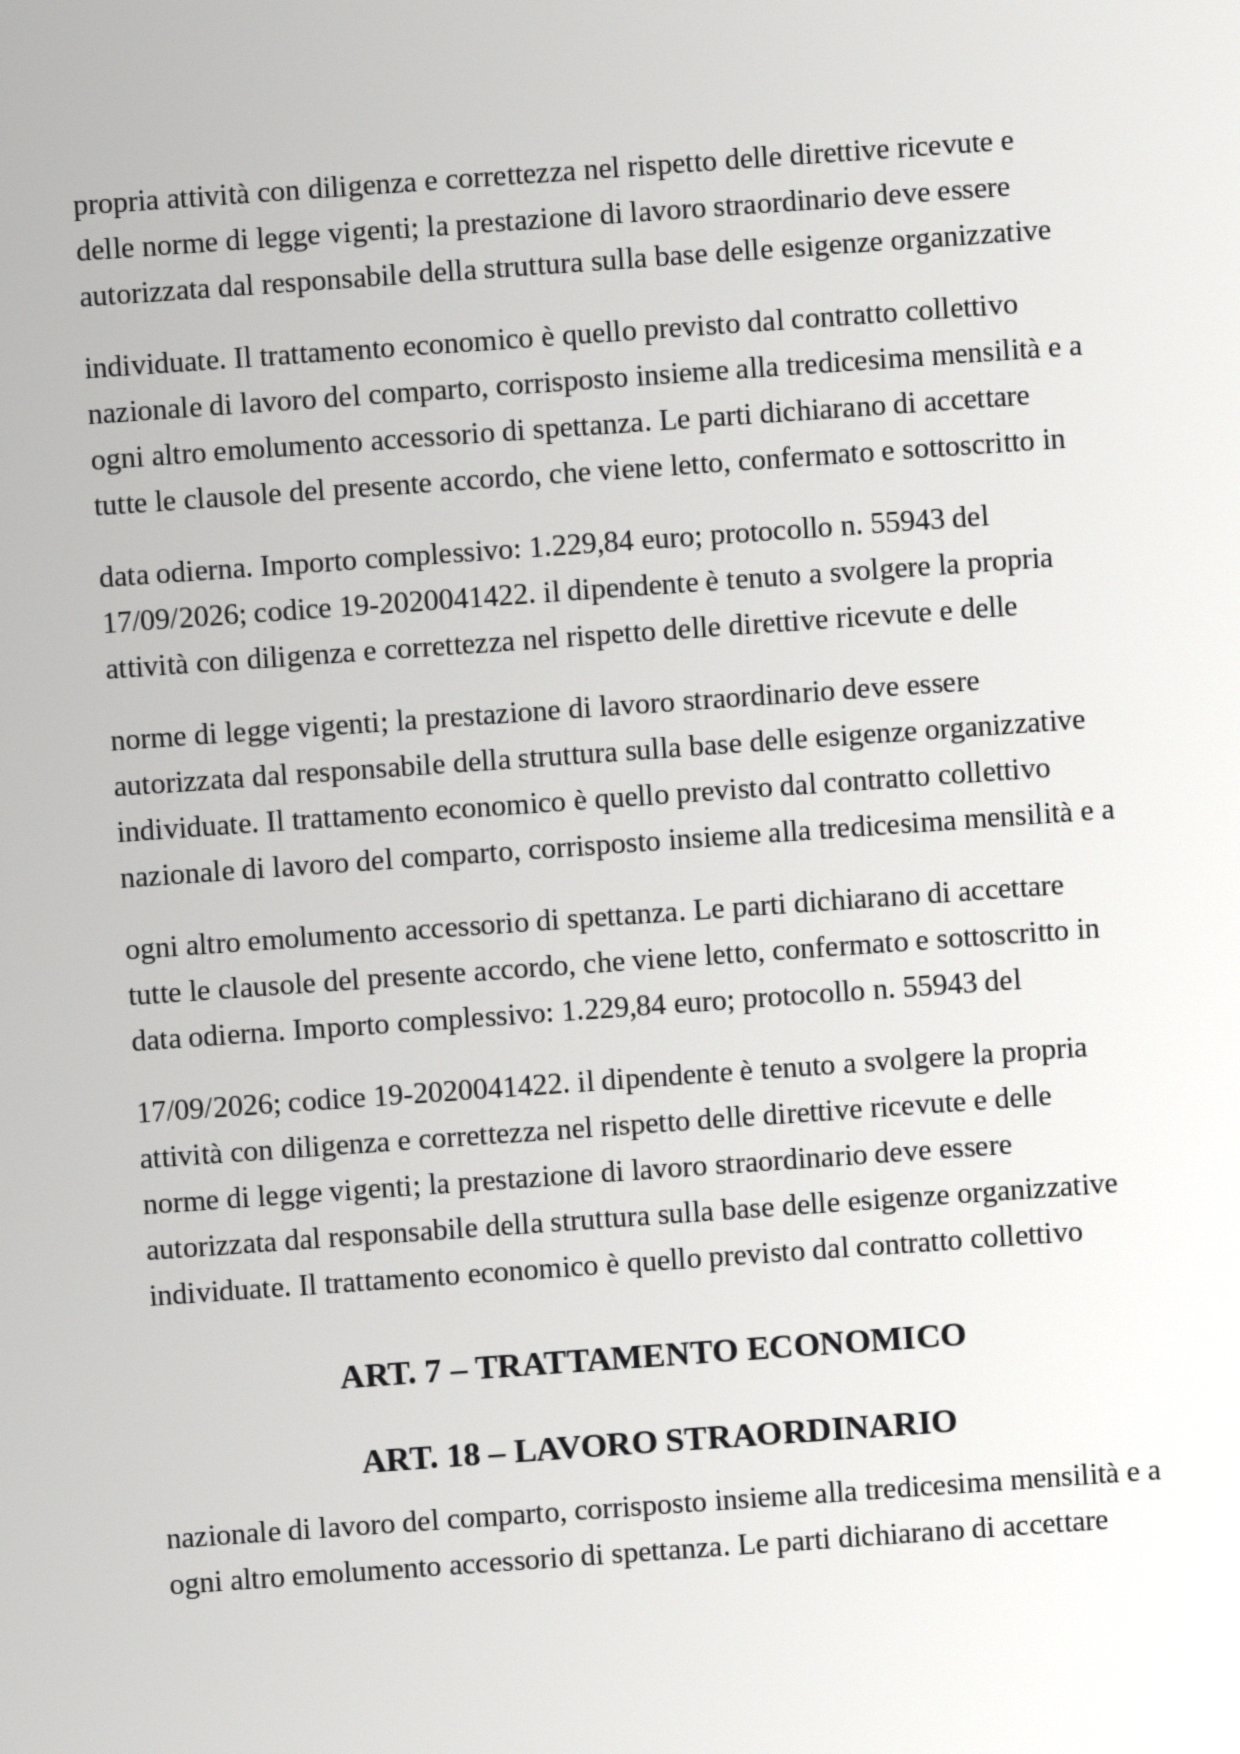 propria attività con diligenza e correttezza nel rispetto delle direttive ricevute e
delle norme di legge vigenti; la prestazione di lavoro straordinario deve essere
autorizzata dal responsabile della struttura sulla base delle esigenze organizzative
individuate. Il trattamento economico è quello previsto dal contratto collettivo
nazionale di lavoro del comparto, corrisposto insieme alla tredicesima mensilità e a
ogni altro emolumento accessorio di spettanza. Le parti dichiarano di accettare
tutte le clausole del presente accordo, che viene letto, confermato e sottoscritto in
data odierna. Importo complessivo: 1.229,84 euro; protocollo n. 55943 del
17/09/2026; codice 19-2020041422. il dipendente è tenuto a svolgere la propria
attività con diligenza e correttezza nel rispetto delle direttive ricevute e delle
norme di legge vigenti; la prestazione di lavoro straordinario deve essere
autorizzata dal responsabile della struttura sulla base delle esigenze organizzative
individuate. Il trattamento economico è quello previsto dal contratto collettivo
nazionale di lavoro del comparto, corrisposto insieme alla tredicesima mensilità e a
ogni altro emolumento accessorio di spettanza. Le parti dichiarano di accettare
tutte le clausole del presente accordo, che viene letto, confermato e sottoscritto in
data odierna. Importo complessivo: 1.229,84 euro; protocollo n. 55943 del
17/09/2026; codice 19-2020041422. il dipendente è tenuto a svolgere la propria
attività con diligenza e correttezza nel rispetto delle direttive ricevute e delle
norme di legge vigenti; la prestazione di lavoro straordinario deve essere
autorizzata dal responsabile della struttura sulla base delle esigenze organizzative
individuate. Il trattamento economico è quello previsto dal contratto collettivo
ART. 7 – TRATTAMENTO ECONOMICO
ART. 18 – LAVORO STRAORDINARIO
nazionale di lavoro del comparto, corrisposto insieme alla tredicesima mensilità e a
ogni altro emolumento accessorio di spettanza. Le parti dichiarano di accettare